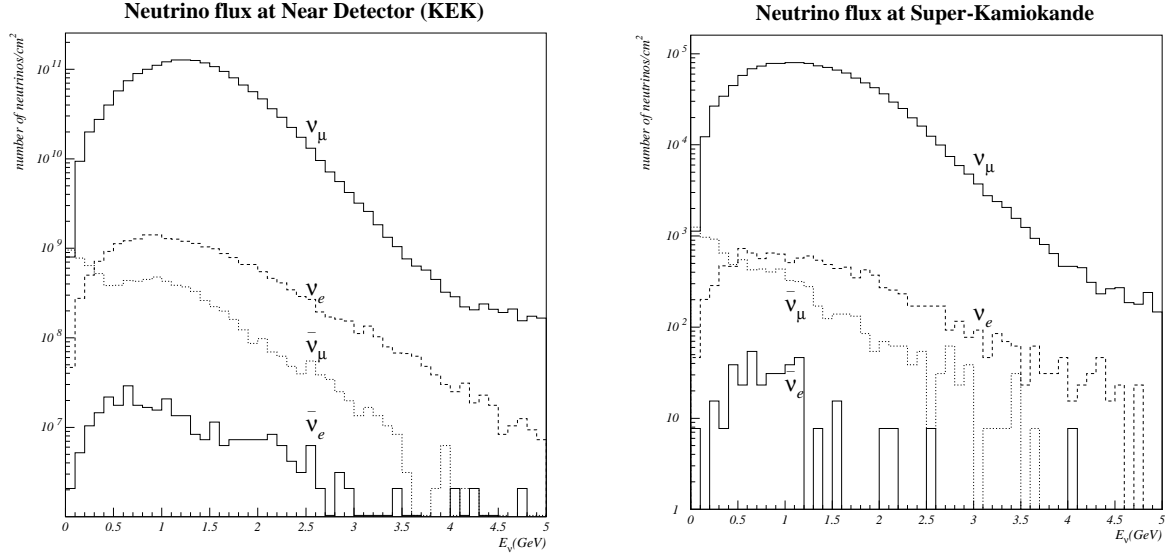 Neutrino flux at Near Detector (KEK)
number of neutrinos/cm²
10¹¹
10¹⁰
10⁹
10⁸
10⁷
ν_μ
ν_e
ν̄_μ
ν̄_e
0 0.5 1 1.5 2 2.5 3 3.5 4 4.5 5
E_ν(GeV)
Neutrino flux at Super-Kamiokande
number of neutrinos/cm²
10⁵
10⁴
10³
10²
10
1
ν_μ
ν̄_μ
ν_e
ν̄_e
0 0.5 1 1.5 2 2.5 3 3.5 4 4.5 5
E_ν(GeV)